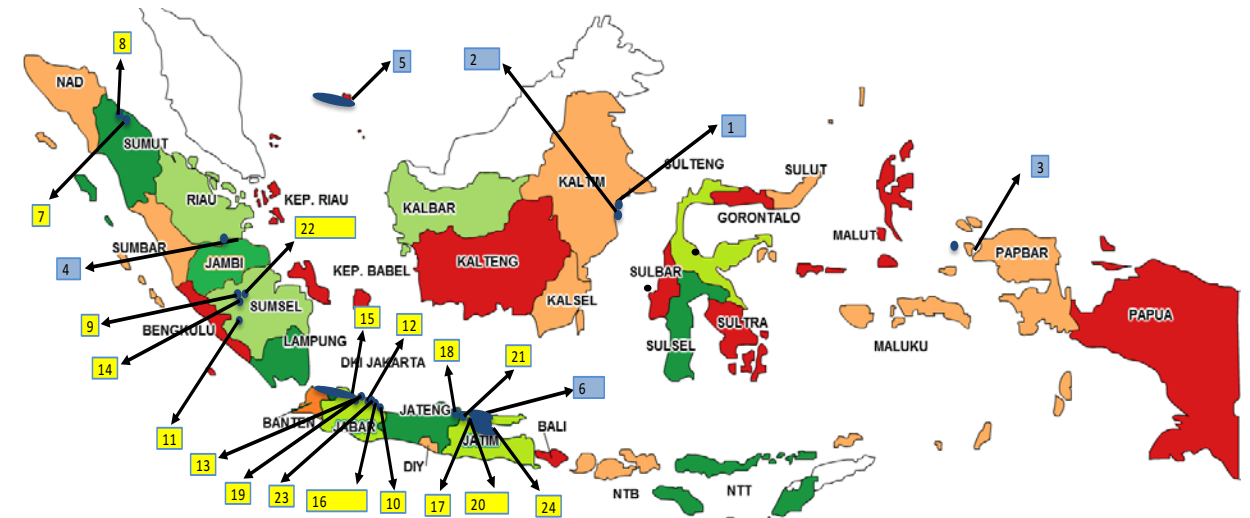 8
5
2
NAD
1
SUMUT
SULTENG
SULUT
3
KALTIM
RIAU
KEP. RIAU
KALBAR
7
GORONTALO
22
MALUT
SUMBAR
PAPBAR
JAMBI
KALTENG
4
KEP. BABEL
SULBAR
SUMSEL
KALSEL
15
12
PAPUA
9
BENGKULU
SULTRA
LAMPUNG
SULSEL
MALUKU
18
21
14
DKI JAKARTA
6
JATENG
BANTEN
JABAR
BALI
11
JATIM
13
DIY
19
23
16
10
17
20
24
NTB
NTT